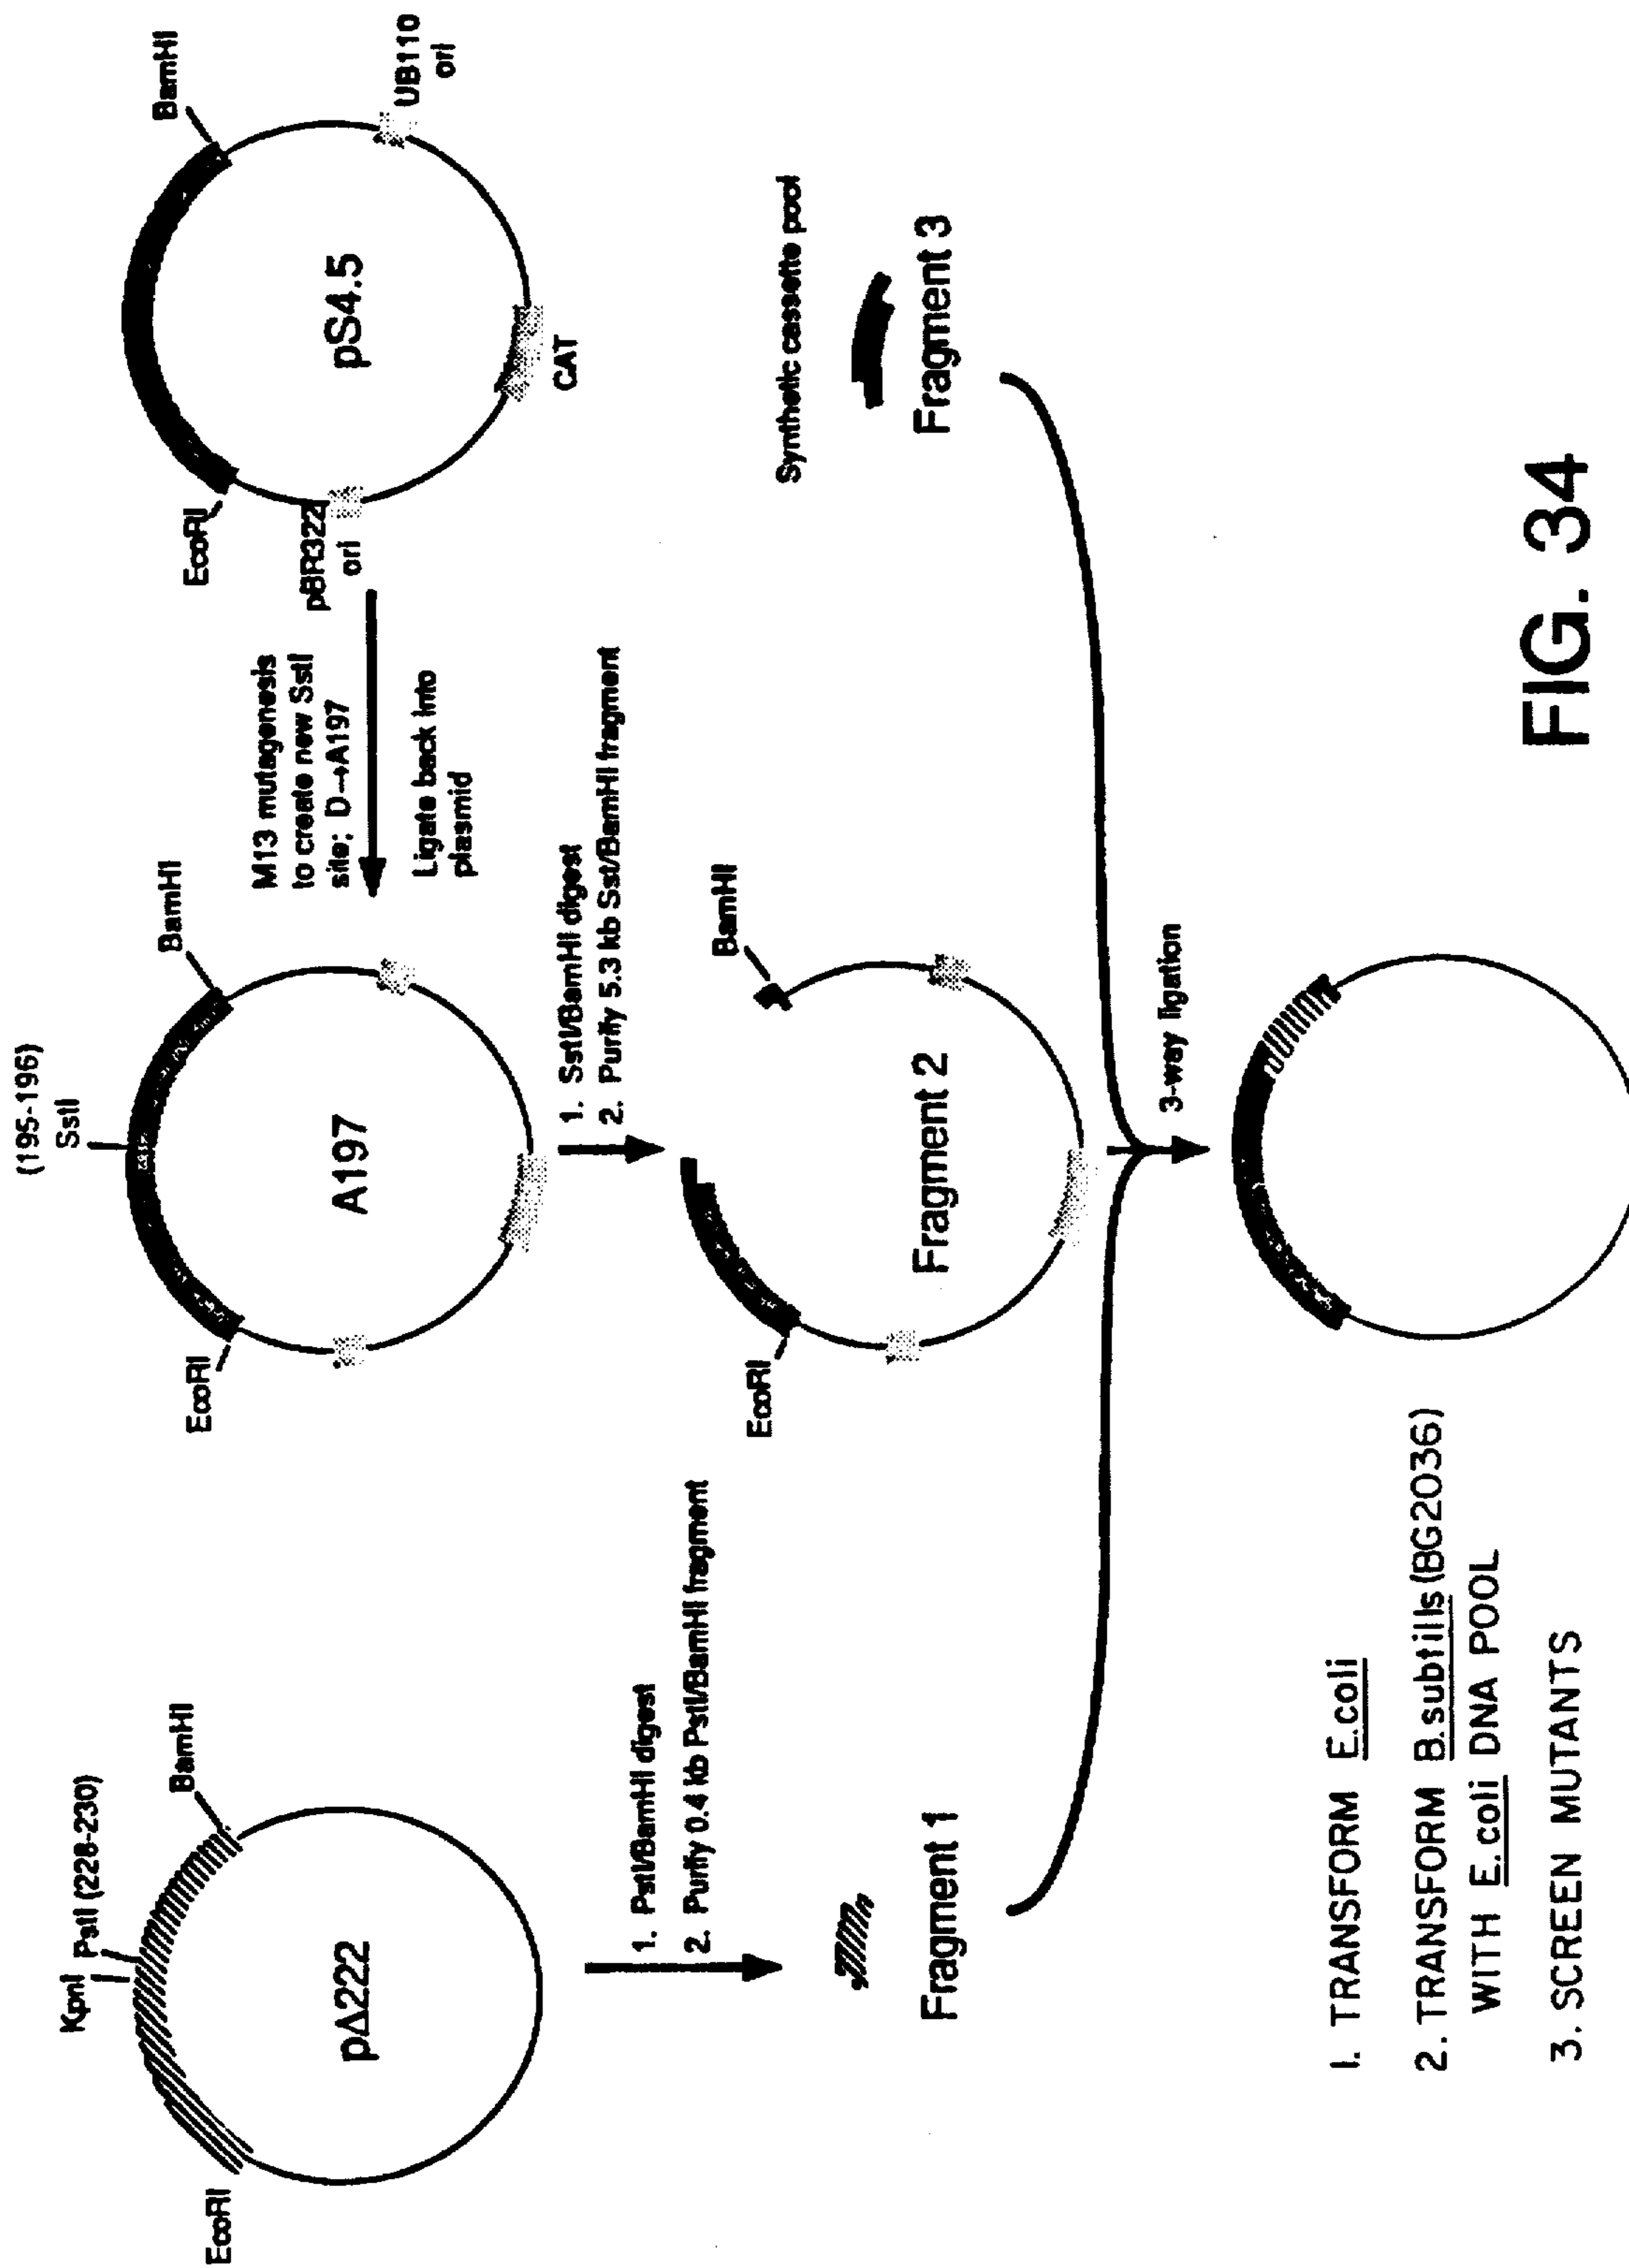 EcoRI
KpnI
PstI (228-230)
BamHI
pΔ222
1. PstI/BamHI digest
2. Purify 0.4 kb PstI/BamHI fragment
Fragment 1
(195-196)
SstI
EcoRI
BamHI
A197
1. SstI/BamHI digest
2. Purify 5.3 kb Sst/BamHI fragment
EcoRI
BamHI
Fragment 2
M13 mutagenesis
to create new SstI
site; D→A197
Ligate back into
plasmid
EcoRI
BamHI
pBR322
ori
UB110
ori
pS4.5
CAT
Synthetic cassette pool
Fragment 3
3-way ligation
1. TRANSFORM E.coli
2. TRANSFORM B.subtilis (BG2036)
WITH E.coli DNA POOL
3. SCREEN MUTANTS
FIG. 34